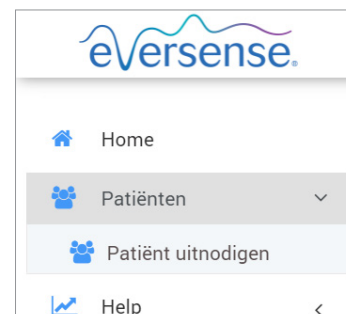 eversense.
Home
Patiënten
Patiënt uitnodigen
Help